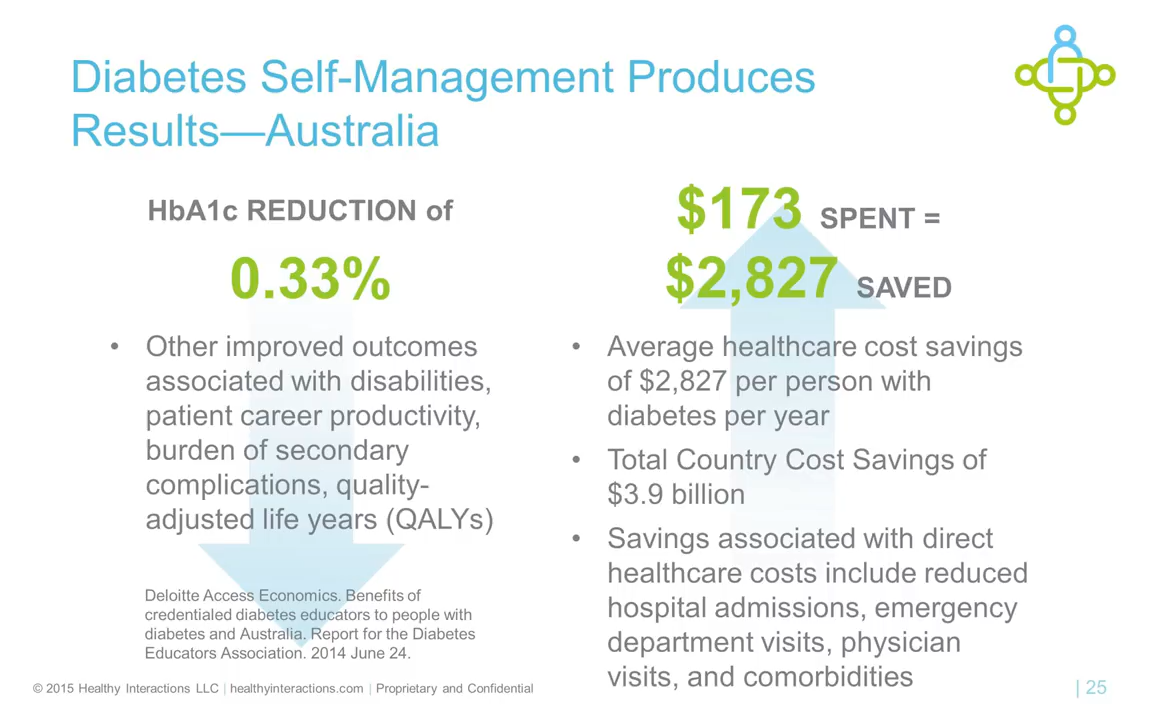 Diabetes Self-Management Produces
Results—Australia
HbA1c REDUCTION of
0.33%
• Other improved outcomes
associated with disabilities,
patient career productivity,
burden of secondary
complications, quality-
adjusted life years (QALYs)
Deloitte Access Economics. Benefits of
credentialed diabetes educators to people with
diabetes and Australia. Report for the Diabetes
Educators Association. 2014 June 24.
$173 SPENT =
$2,827 SAVED
• Average healthcare cost savings
of $2,827 per person with
diabetes per year
• Total Country Cost Savings of
$3.9 billion
• Savings associated with direct
healthcare costs include reduced
hospital admissions, emergency
department visits, physician
visits, and comorbidities
© 2015 Healthy Interactions LLC | healthyinteractions.com | Proprietary and Confidential
| 25